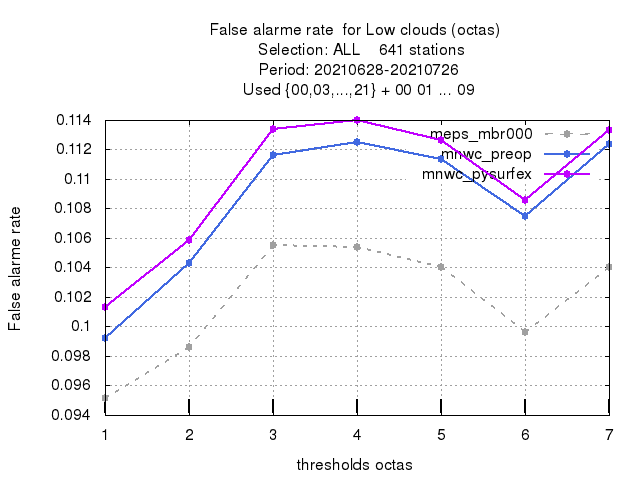 False alarme rate  for Low clouds (octas)
Selection: ALL    641 stations
Period: 20210628-20210726
Used {00,03,...,21} + 00 01 ... 09
meps_mbr000
mnwc_preop
mnwc_pysurfex
0.114
0.112
0.11
0.108
0.106
0.104
0.102
0.1
0.098
0.096
0.094
False alarme rate
1 2 3 4 5 6 7
thresholds octas